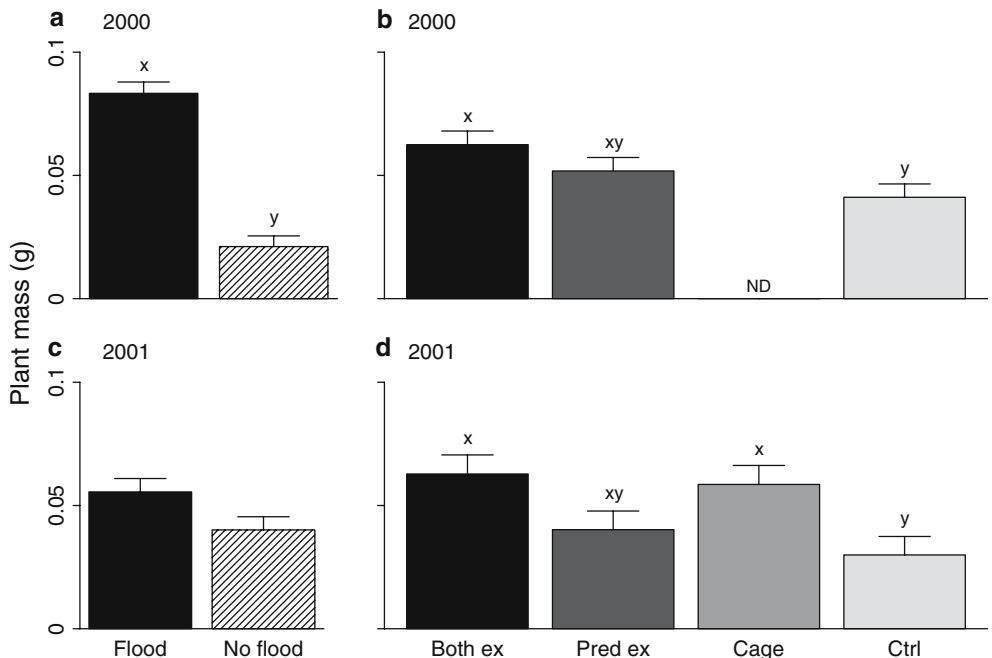 a 2000
b 2000
0.1
0.05
0
x
y
x
xy
ND
y
Plant mass (g)
c 2001
d 2001
0.1
0.05
0
x
xy
x
y
Flood
No flood
Both ex
Pred ex
Cage
Ctrl